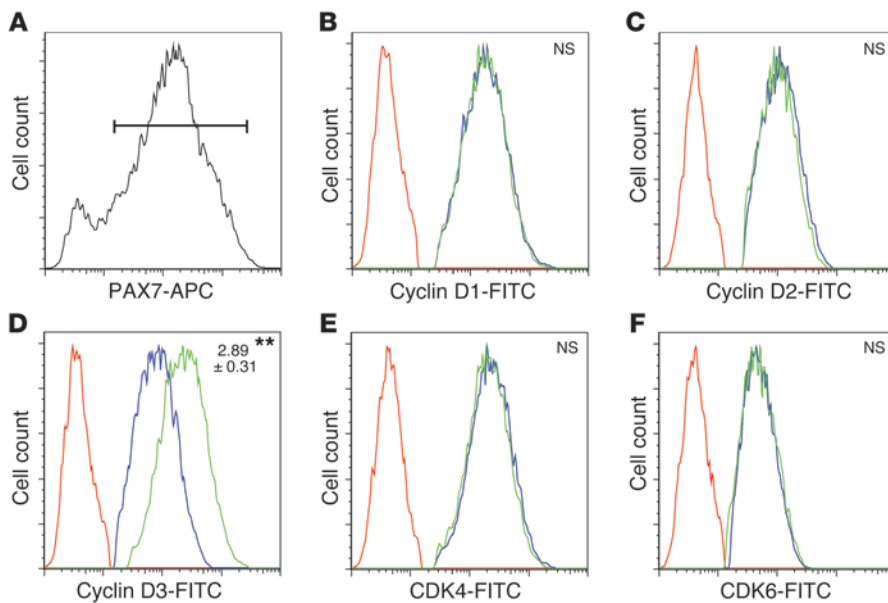 A
Cell count
PAX7-APC
B
NS
Cell count
Cyclin D1-FITC
C
NS
Cell count
Cyclin D2-FITC
D
**
2.89
± 0.31
Cell count
Cyclin D3-FITC
E
NS
Cell count
CDK4-FITC
F
NS
Cell count
CDK6-FITC